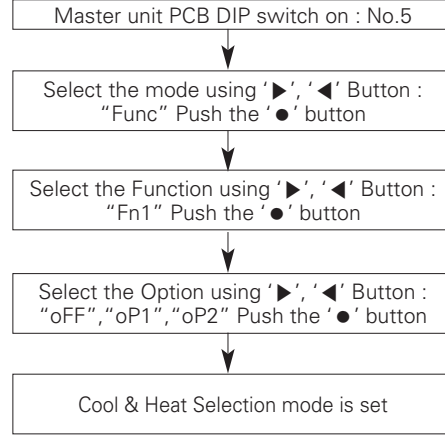 Master unit PCB DIP switch on : No.5
Select the mode using ‘▶’, ‘◀’ Button :
“Func” Push the ‘●’ button
Select the Function using ‘▶’, ‘◀’ Button :
“Fn1” Push the ‘●’ button
Select the Option using ‘▶’, ‘◀’ Button :
“oFF”,“oP1”,“oP2” Push the ‘●’ button
Cool & Heat Selection mode is set